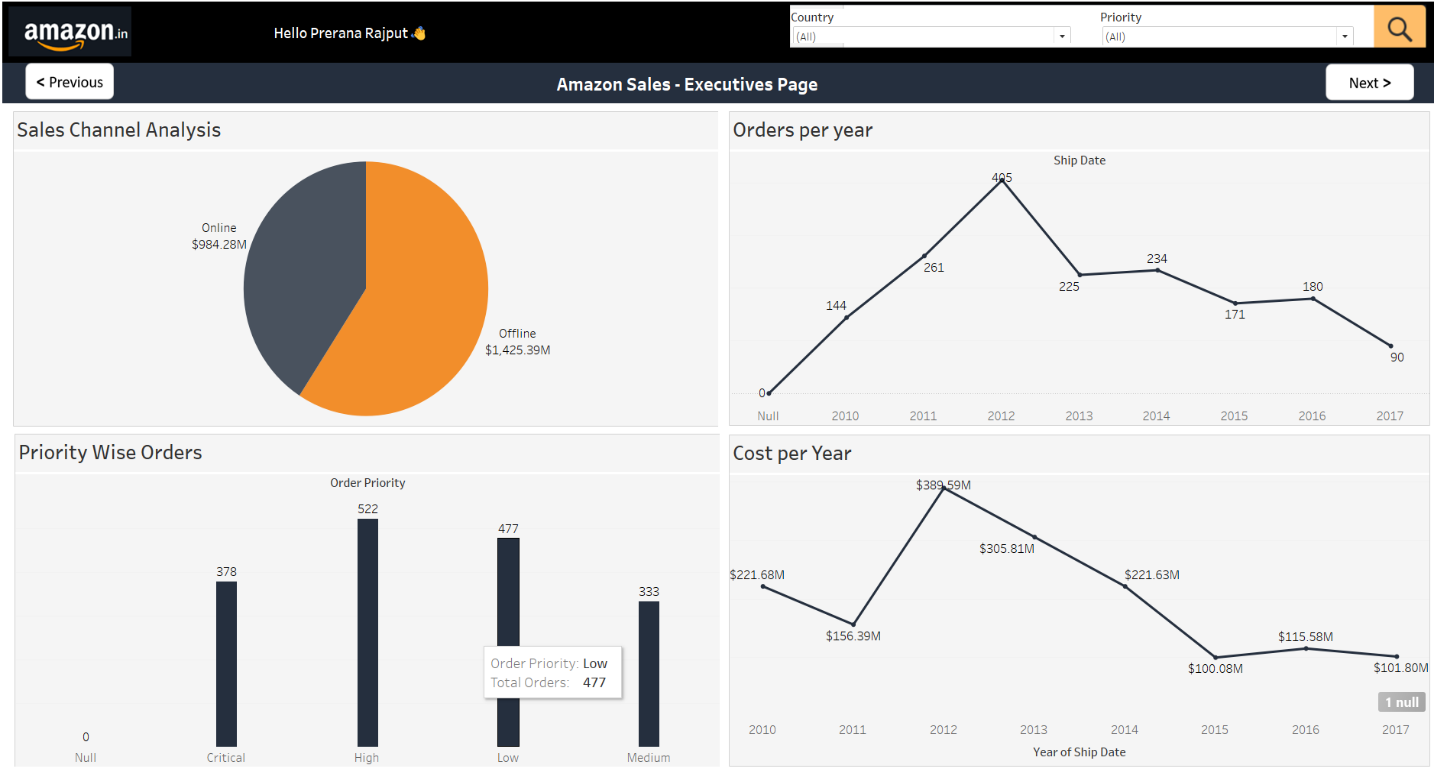 amazon.in
Hello Prerana Rajput 👋
Country
(All)
Priority
(All)
< Previous
Amazon Sales - Executives Page
Next >
Sales Channel Analysis
Online
$984.28M
Offline
$1,425.39M
Orders per year
Ship Date
405
261
234
225
144
180
171
90
0
Null 2010 2011 2012 2013 2014 2015 2016 2017
Priority Wise Orders
Order Priority
522
477
378
333
Order Priority: Low
Total Orders: 477
0
Null Critical High Low Medium
Cost per Year
$389.59M
$305.81M
$221.68M
$221.63M
$156.39M
$115.58M
$100.08M
$101.80M
1 null
2010 2011 2012 2013 2014 2015 2016 2017
Year of Ship Date